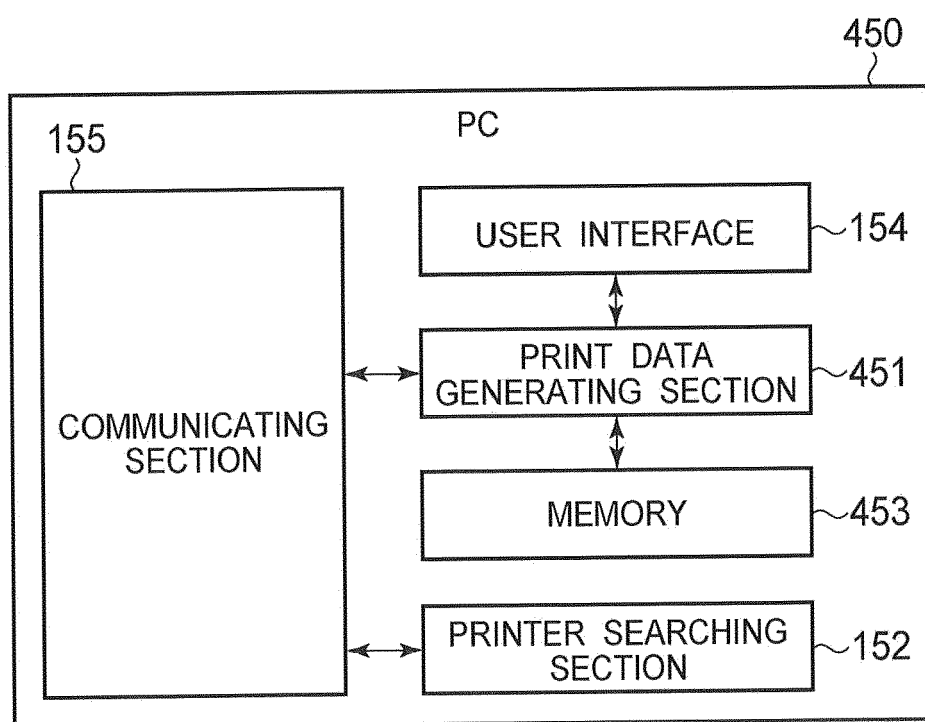 450
PC
155
USER INTERFACE
154
PRINT DATA
GENERATING SECTION
451
COMMUNICATING
SECTION
MEMORY
453
PRINTER SEARCHING
SECTION
152